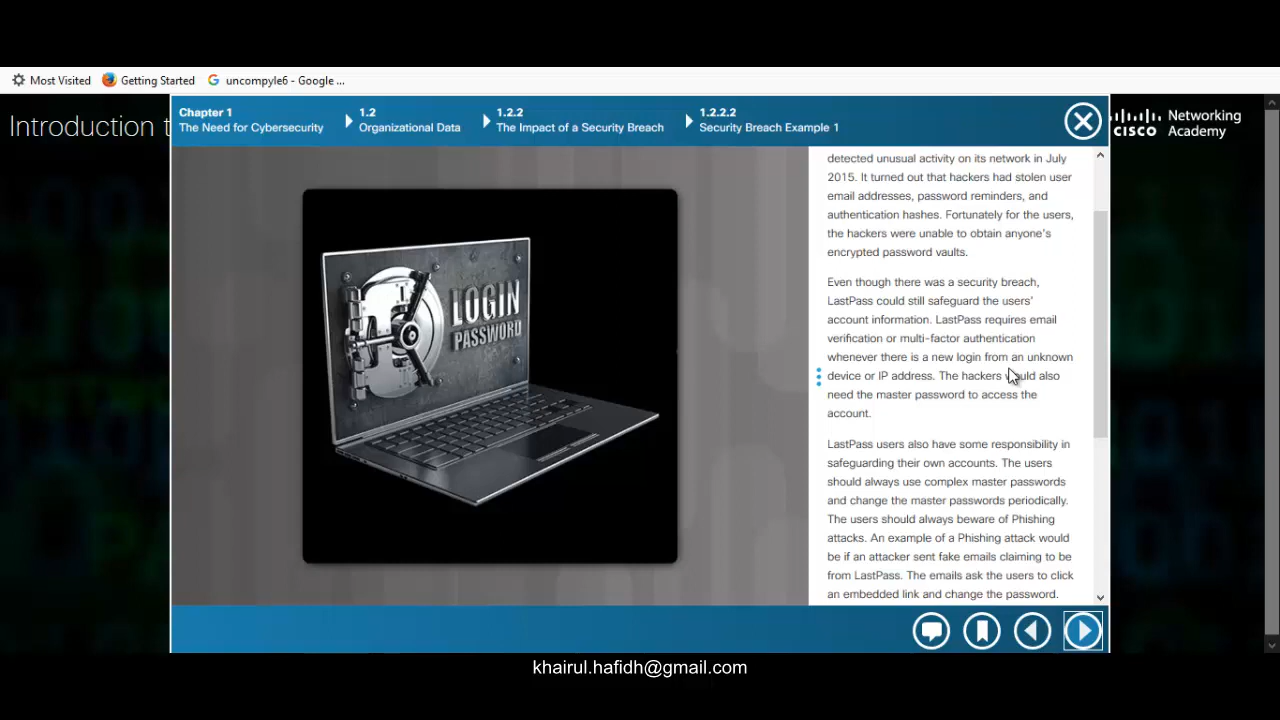 Most Visited
Getting Started
uncompyle6 - Google ...
Introduction t
Chapter 1
The Need for Cybersecurity
1.2
Organizational Data
1.2.2
The Impact of a Security Breach
1.2.2.2
Security Breach Example 1
CISCO
Networking
Academy
LOGIN
PASSWORD
detected unusual activity on its network in July
2015. It turned out that hackers had stolen user
email addresses, password reminders, and
authentication hashes. Fortunately for the users,
the hackers were unable to obtain anyone's
encrypted password vaults.
Even though there was a security breach,
LastPass could still safeguard the users'
account information. LastPass requires email
verification or multi-factor authentication
whenever there is a new login from an unknown
device or IP address. The hackers would also
need the master password to access the
account.
LastPass users also have some responsibility in
safeguarding their own accounts. The users
should always use complex master passwords
and change the master passwords periodically.
The users should always beware of Phishing
attacks. An example of a Phishing attack would
be if an attacker sent fake emails claiming to be
from LastPass. The emails ask the users to click
an embedded link and change the password.
khairul.hafidh@gmail.com